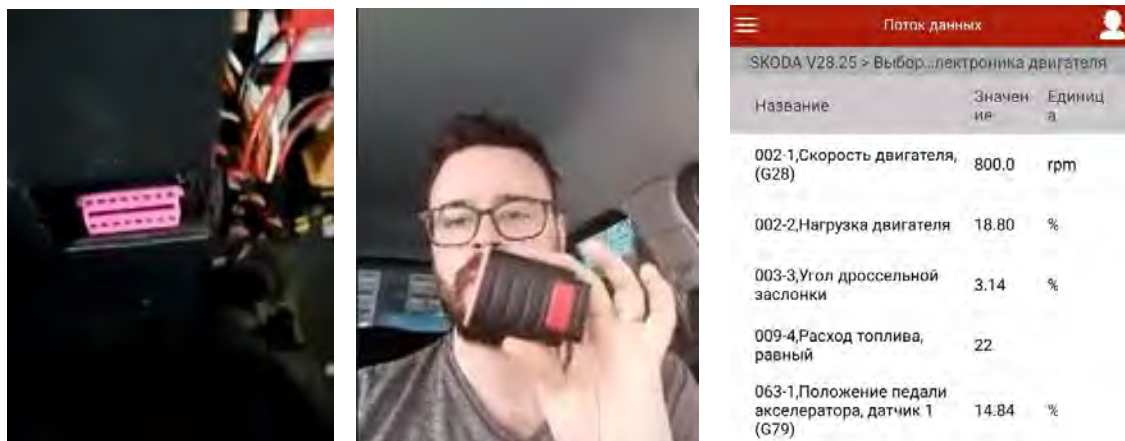 Поток данных
SKODA V28.25 > Выбор...лектроника двигателя
Название
Значен
ие
Единиц
а
002-1,Скорость двигателя,
(G28)
800.0
rpm
002-2,Нагрузка двигателя
18.80
%
003-3,Угол дроссельной
заслонки
3.14
%
009-4,Расход топлива,
равный
22
063-1,Положение педали
акселератора, датчик 1
(G79)
14.84
%